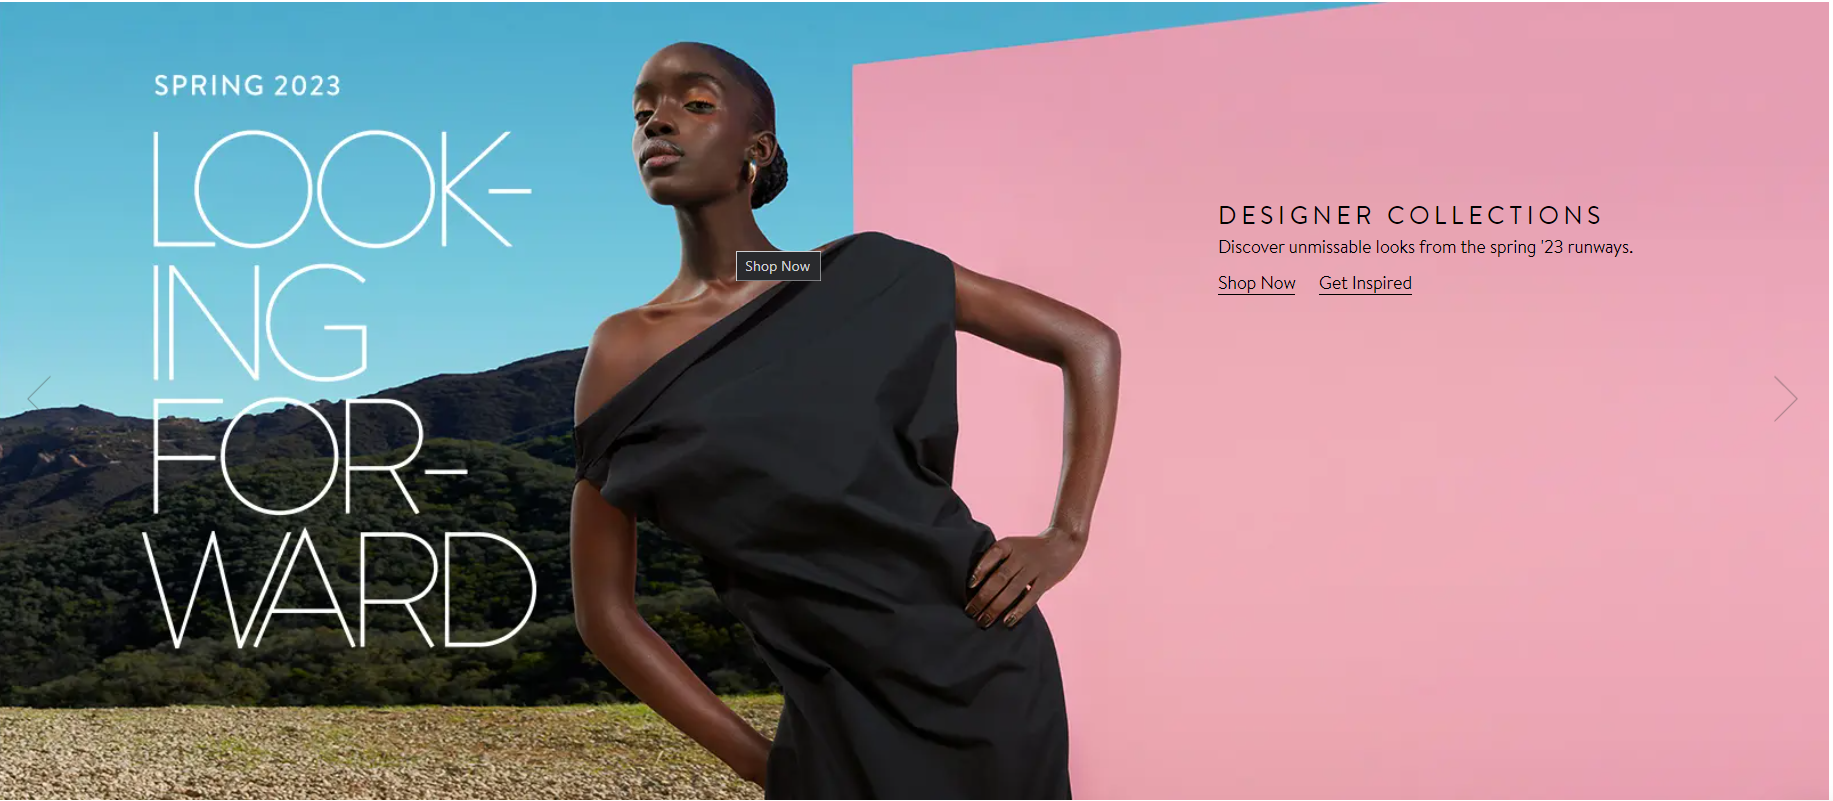 SPRING 2023
LOOK-
ING
FOR-
WARD
Shop Now
DESIGNER COLLECTIONS
Discover unmissable looks from the spring '23 runways.
Shop Now Get Inspired